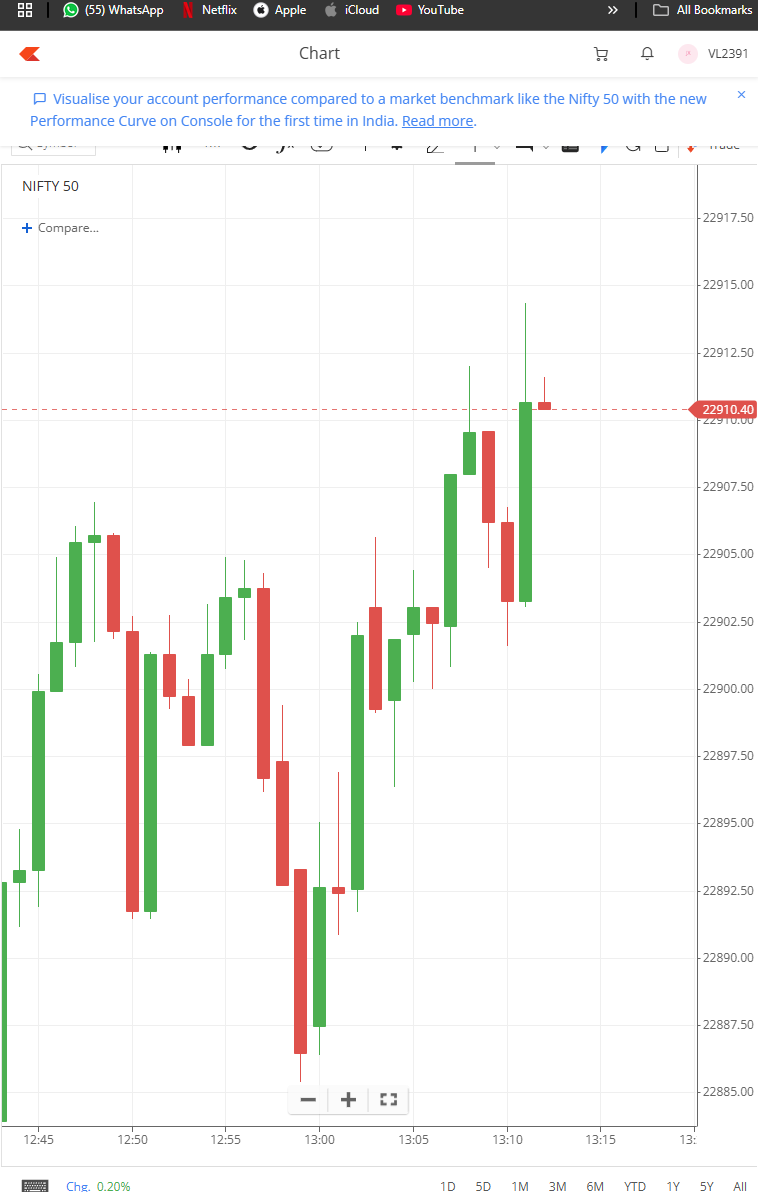 (55) WhatsApp Netflix Apple iCloud YouTube » All Bookmarks
Chart VL2391
Visualise your account performance compared to a market benchmark like the Nifty 50 with the new
Performance Curve on Console for the first time in India. Read more.
NIFTY 50
+ Compare...
22917.50
22915.00
22912.50
22910.40
22910.00
22907.50
22905.00
22902.50
22900.00
22897.50
22895.00
22892.50
22890.00
22887.50
22885.00
12:45 12:50 12:55 13:00 13:05 13:10 13:15 13:
Chg. 0.20% 1D 5D 1M 3M 6M YTD 1Y 5Y All